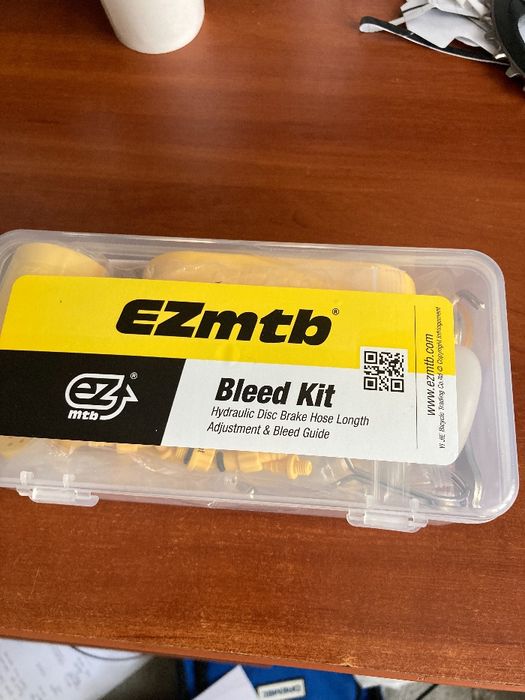 EZmtb®
ez®
mtb
Bleed Kit
Hydraulic Disc Brake Hose Length
Adjustment & Bleed Guide
www.ezmtb.com